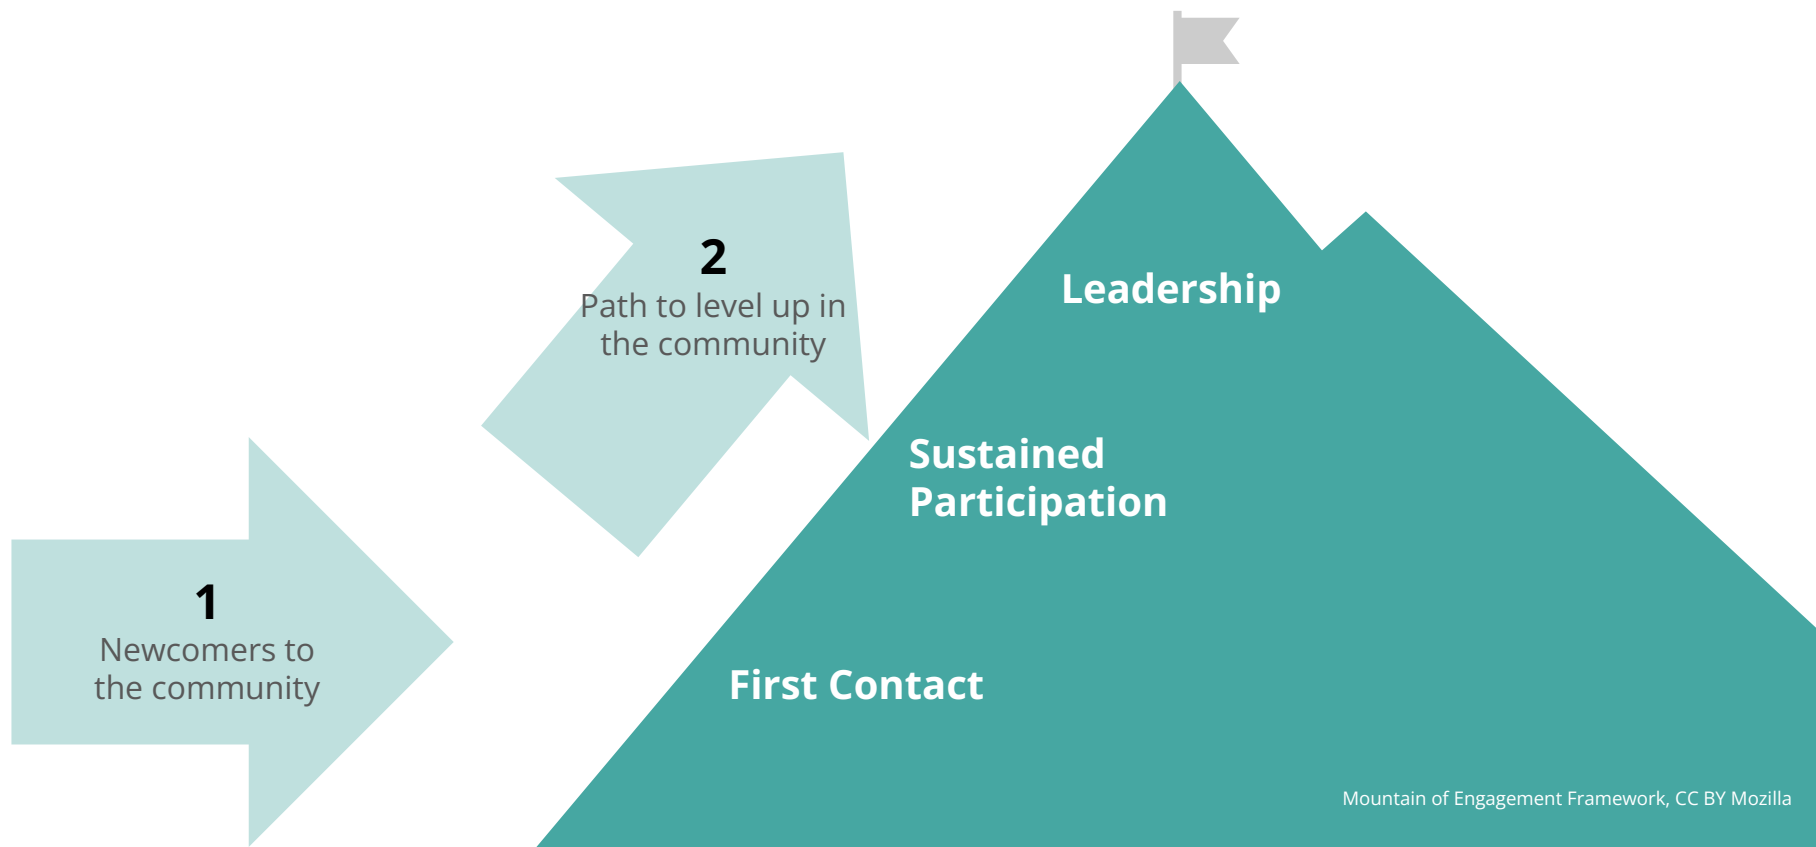 1
Newcomers to
the community
2
Path to level up in
the community
Leadership
Sustained
Participation
First Contact
Mountain of Engagement Framework, CC BY Mozilla